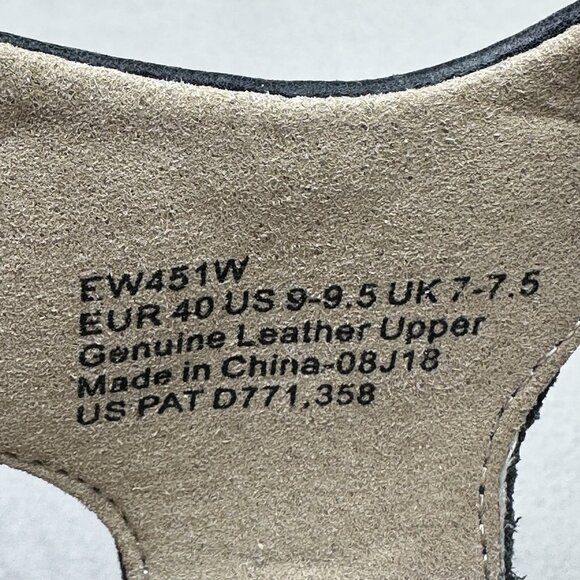 EW451W
EUR 40 US 9-9.5 UK 7-7.5
Genuine Leather Upper
Made in China-08J18
US PAT D771,358